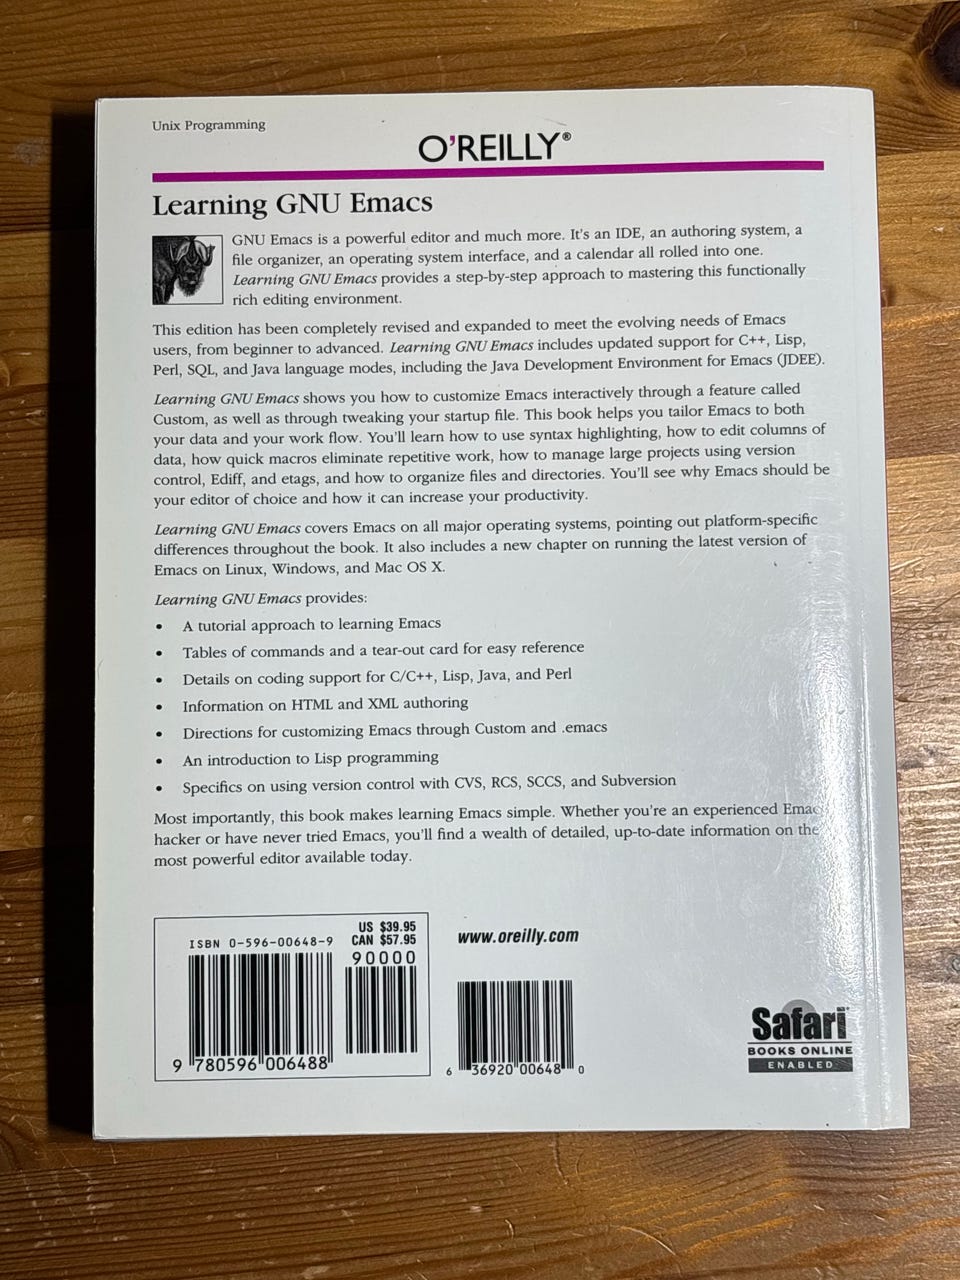 Unix Programming
O'REILLY®
Learning GNU Emacs
GNU Emacs is a powerful editor and much more. It's an IDE, an authoring system, a
file organizer, an operating system interface, and a calendar all rolled into one.
Learning GNU Emacs provides a step-by-step approach to mastering this functionally
rich editing environment.
This edition has been completely revised and expanded to meet the evolving needs of Emacs
users, from beginner to advanced. Learning GNU Emacs includes updated support for C++, Lisp,
Perl, SQL, and Java language modes, including the Java Development Environment for Emacs (JDEE).
Learning GNU Emacs shows you how to customize Emacs interactively through a feature called
Custom, as well as through tweaking your startup file. This book helps you tailor Emacs to both
your data and your work flow. You'll learn how to use syntax highlighting, how to edit columns of
data, how quick macros eliminate repetitive work, how to manage large projects using version
control, Ediff, and etags, and how to organize files and directories. You'll see why Emacs should be
your editor of choice and how it can increase your productivity.
Learning GNU Emacs covers Emacs on all major operating systems, pointing out platform-specific
differences throughout the book. It also includes a new chapter on running the latest version of
Emacs on Linux, Windows, and Mac OS X.
Learning GNU Emacs provides:
• A tutorial approach to learning Emacs
• Tables of commands and a tear-out card for easy reference
• Details on coding support for C/C++, Lisp, Java, and Perl
• Information on HTML and XML authoring
• Directions for customizing Emacs through Custom and .emacs
• An introduction to Lisp programming
• Specifics on using version control with CVS, RCS, SCCS, and Subversion
Most importantly, this book makes learning Emacs simple. Whether you're an experienced Emac
hacker or have never tried Emacs, you'll find a wealth of detailed, up-to-date information on the
most powerful editor available today.
US $39.95
CAN $57.95
ISBN 0-596-00648-9
90000
9 780596 006488
www.oreilly.com
6 36920 00648 0
Safari
BOOKS ONLINE
ENABLED